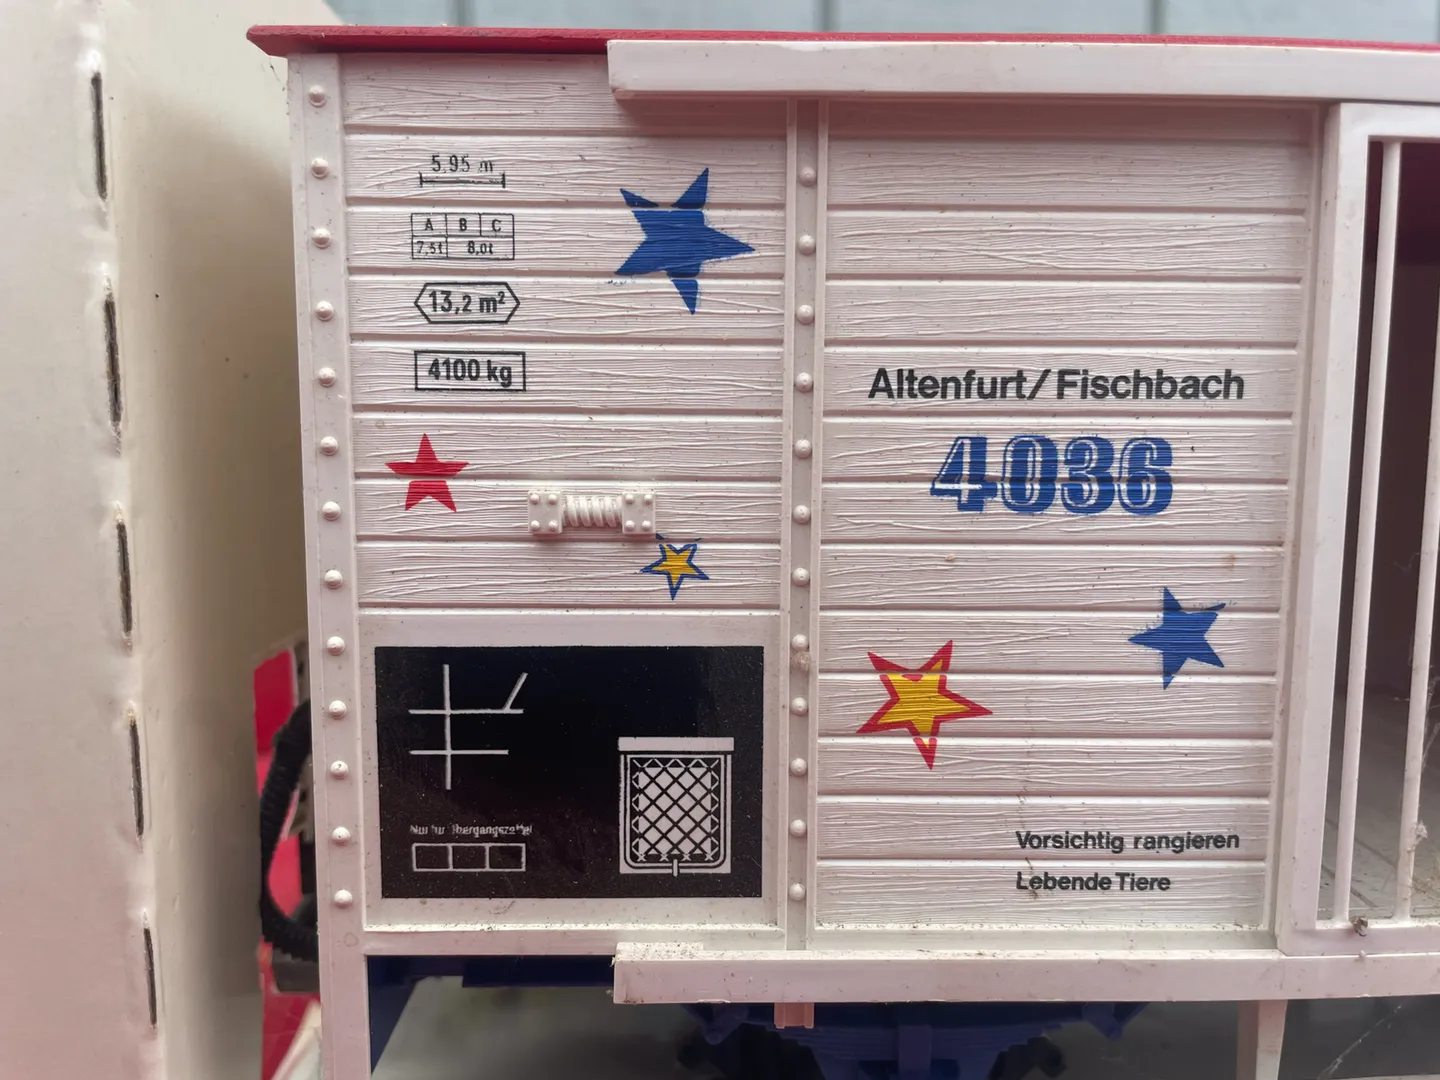 5,95 m
A B C
7,5t 8,0t
13,2 m²
4100 kg
Altenfurt/Fischbach
4036
Vorsichtig rangieren
Lebende Tiere